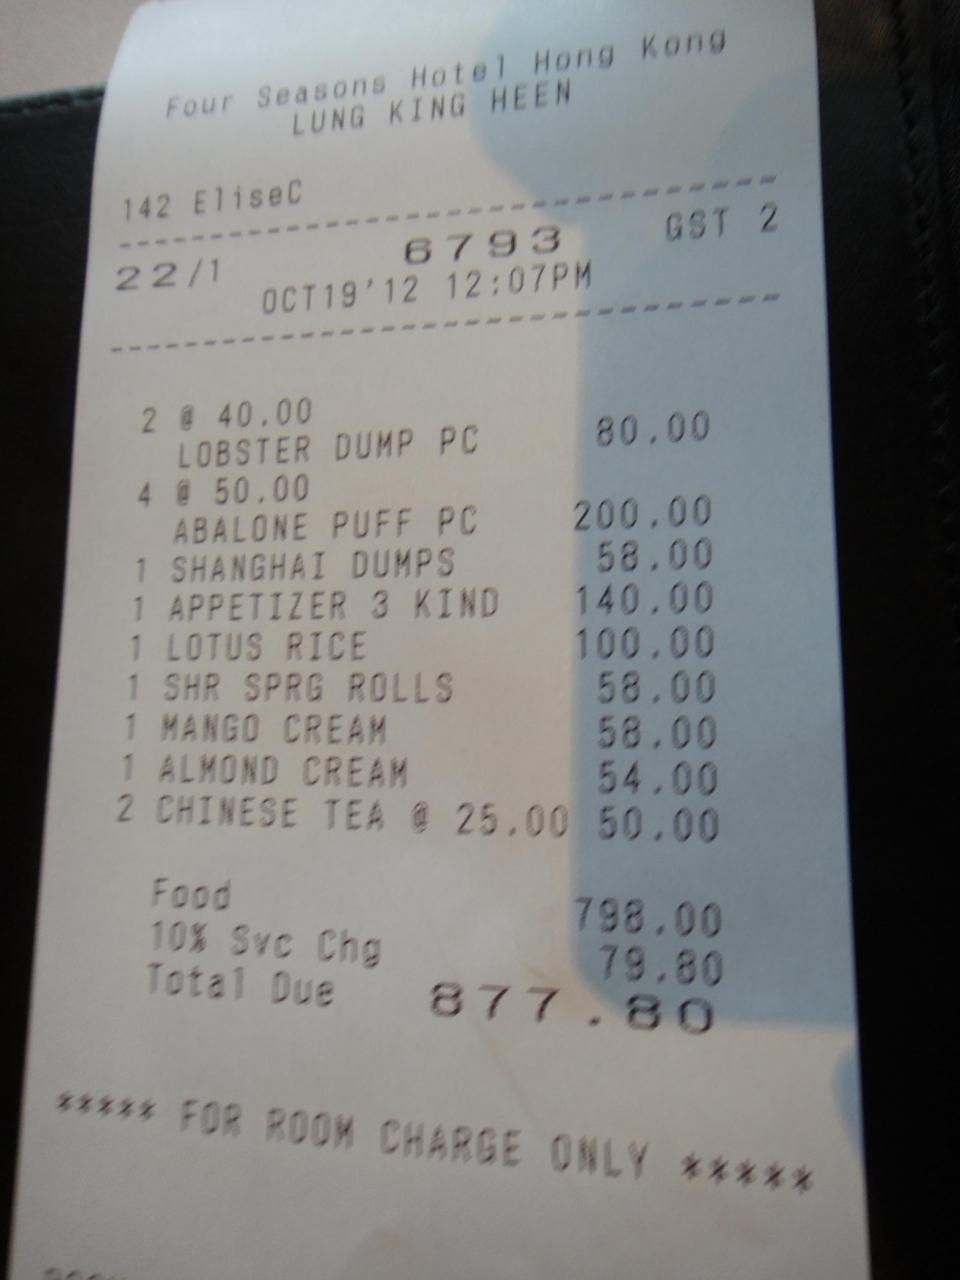 Four Seasons Hotel Hong Kong
LUNG KING HEEN
142 EliseC
--------------------------------
22/1 6793 GST 2
OCT19'12 12:07PM
--------------------------------
2 @ 40.00
LOBSTER DUMP PC 80.00
4 @ 50.00
ABALONE PUFF PC 200.00
1 SHANGHAI DUMPS 58.00
1 APPETIZER 3 KIND 140.00
1 LOTUS RICE 100.00
1 SHR SPRG ROLLS 58.00
1 MANGO CREAM 58.00
1 ALMOND CREAM 54.00
2 CHINESE TEA @ 25.00 50.00
Food 798.00
10% Svc Chg 79.80
Total Due 877.80
***** FOR ROOM CHARGE ONLY *****